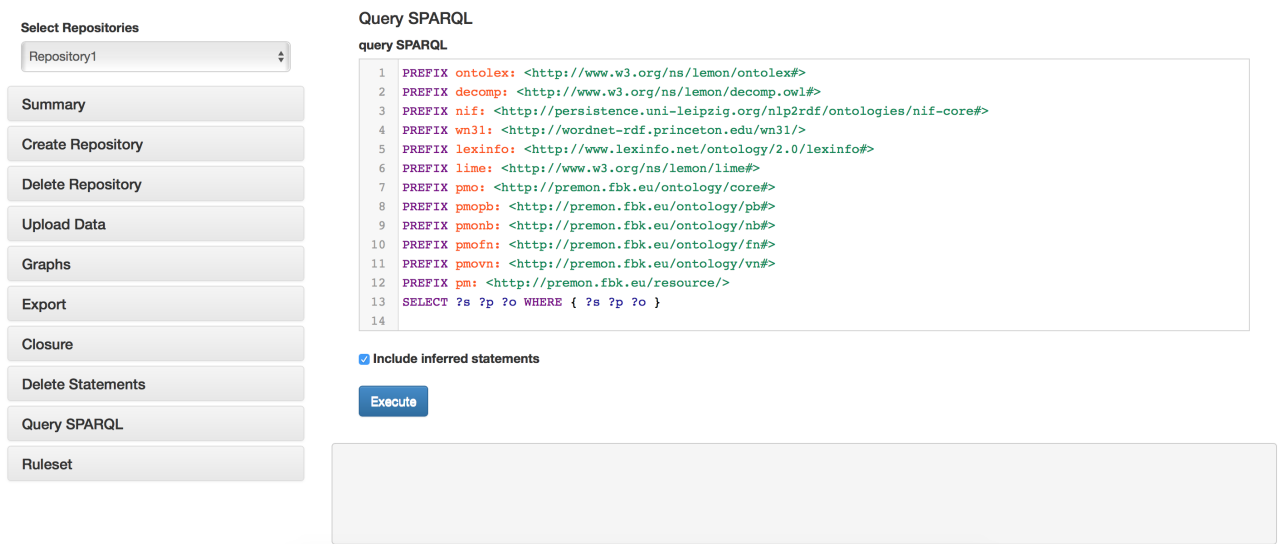 Select Repositories
Repository1
Summary
Create Repository
Delete Repository
Upload Data
Graphs
Export
Closure
Delete Statements
Query SPARQL
Ruleset
Query SPARQL
query SPARQL
1 PREFIX ontolex: <http://www.w3.org/ns/lemon/ontolex#>
2 PREFIX decomp: <http://www.w3.org/ns/lemon/decomp.owl#>
3 PREFIX nif: <http://persistence.uni-leipzig.org/nlp2rdf/ontologies/nif-core#>
4 PREFIX wn31: <http://wordnet-rdf.princeton.edu/wn31/>
5 PREFIX lexinfo: <http://www.lexinfo.net/ontology/2.0/lexinfo#>
6 PREFIX lime: <http://www.w3.org/ns/lemon/lime#>
7 PREFIX pmo: <http://premon.fbk.eu/ontology/core#>
8 PREFIX pmopb: <http://premon.fbk.eu/ontology/pb#>
9 PREFIX pmonb: <http://premon.fbk.eu/ontology/nb#>
10 PREFIX pmofn: <http://premon.fbk.eu/ontology/fn#>
11 PREFIX pmovn: <http://premon.fbk.eu/ontology/vn#>
12 PREFIX pm: <http://premon.fbk.eu/resource/>
13 SELECT ?s ?p ?o WHERE { ?s ?p ?o }
14
Include inferred statements
Execute